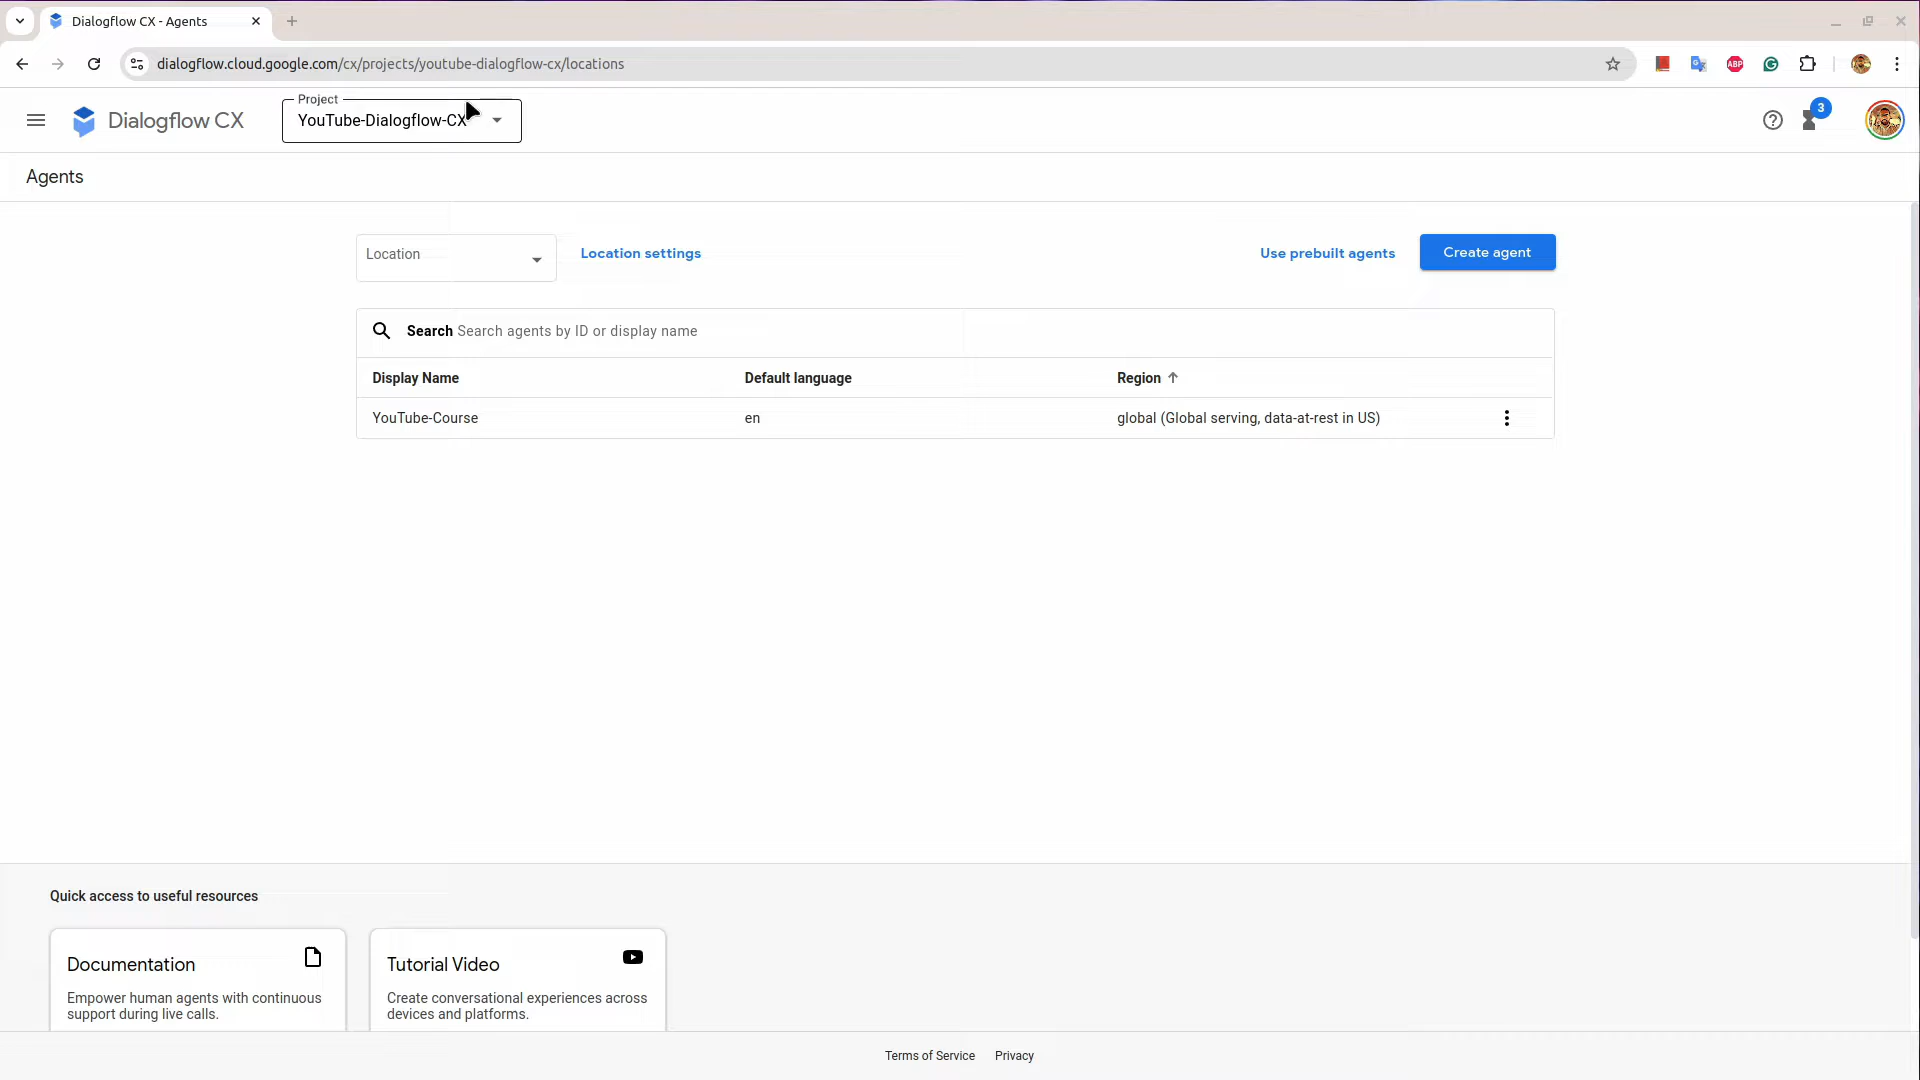 Dialogflow CX - Agents
dialogflow.cloud.google.com/cx/projects/youtube-dialogflow-cx/locations
ABP
Dialogflow CX
Project
YouTube-Dialogflow-CX
3
Agents
Location
Location settings
Use prebuilt agents
Create agent
Search Search agents by ID or display name
Display Name
Default language
Region
YouTube-Course
en
global (Global serving, data-at-rest in US)
Quick access to useful resources
Documentation
Empower human agents with continuous
support during live calls.
Tutorial Video
Create conversational experiences across
devices and platforms.
Terms of Service
Privacy